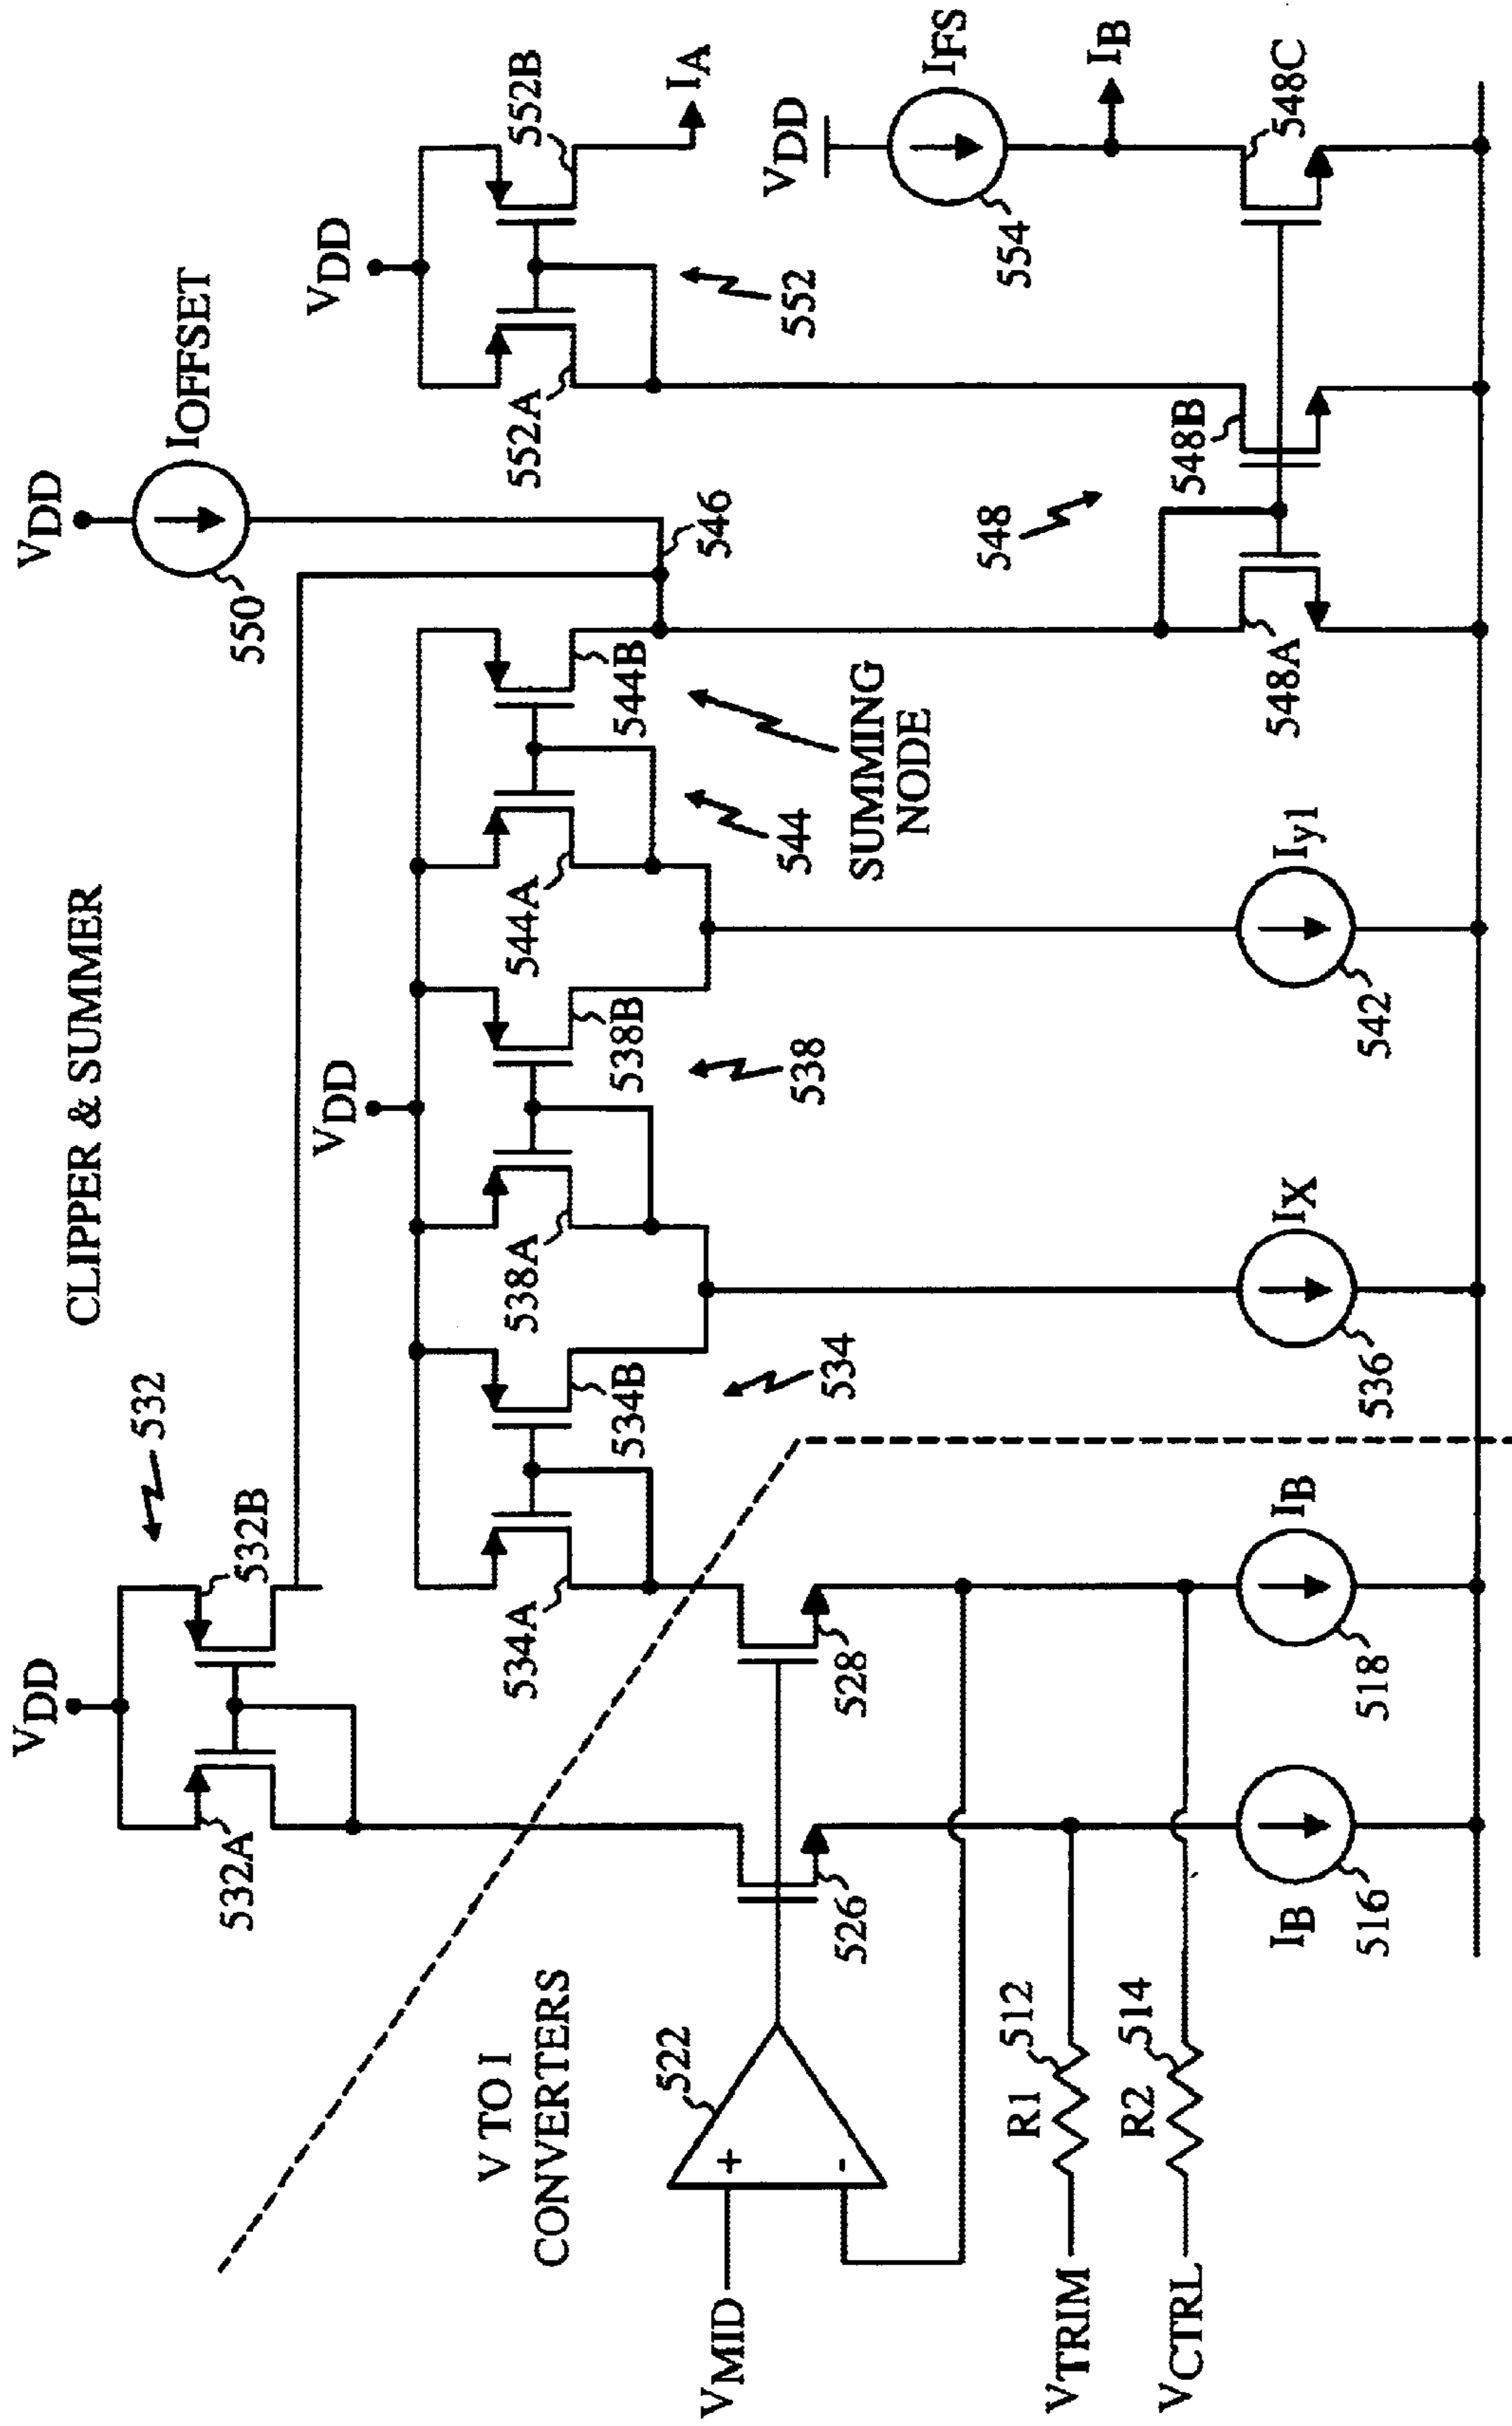 CLIPPER & SUMMER
VDD
532
532A
532B
VDD
IOFFSET
550
VDD
VDD
534A
534B
534
538A
538B
538
544A
544B
544
SUMMING
NODE
546
552A
552B
552
IA
V TO I
CONVERTERS
VMID
+
-
522
526
528
VTRIM
R1
512
VCTRL
R2
514
IB
516
IB
518
IX
536
Iy1
542
548
548A
548B
548C
VDD
IFS
554
IB